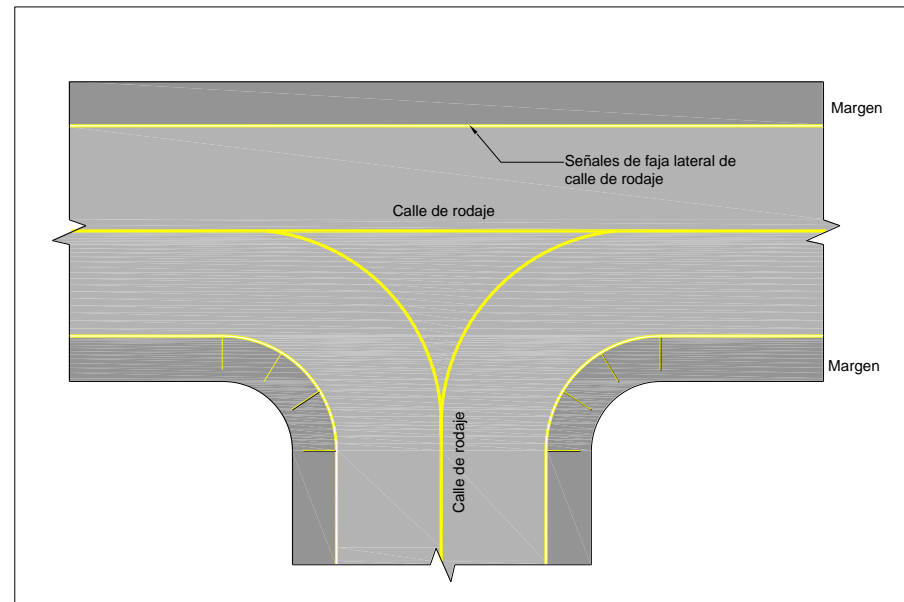 Margen
Señales de faja lateral de
calle de rodaje
Calle de rodaje
Margen
Calle de rodaje